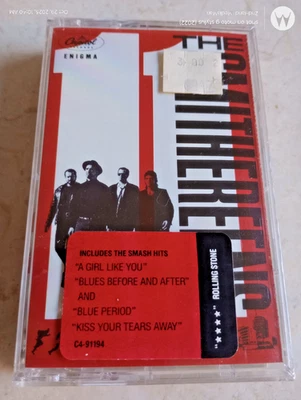 Capitol
ENIGMA
11
THE SMITHEREENS
INCLUDES THE SMASH HITS
"A GIRL LIKE YOU"
"BLUES BEFORE AND AFTER"
AND
"BLUE PERIOD"
"KISS YOUR TEARS AWAY"
C4-91194
"★★★★" ROLLING STONE